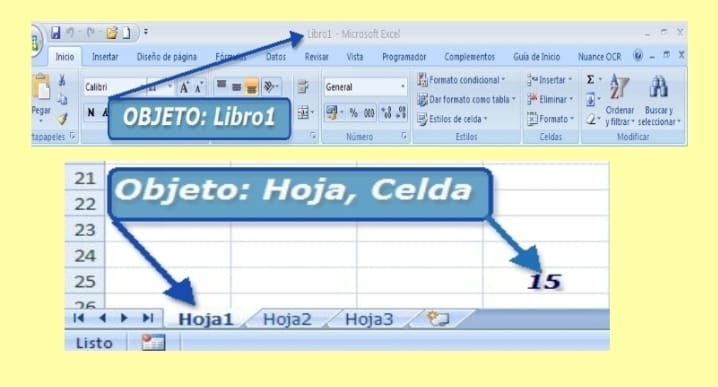 Libro1 - Microsoft Excel
Inicio Insertar Diseño de página Fórmulas Datos Revisar Vista Programador Complementos Guía de Inicio Nuance OCR
Calibri 11 General Formato condicional Insertar
Dar formato como tabla Eliminar
Pegar N % 000 Estilos de celda Formato Ordenar y filtrar Buscar y seleccionar
Número Estilos Celdas Modificar
OBJETO: Libro1
Objeto: Hoja, Celda
21
22
23
24
25 15
26
Hoja1 Hoja2 Hoja3
Listo